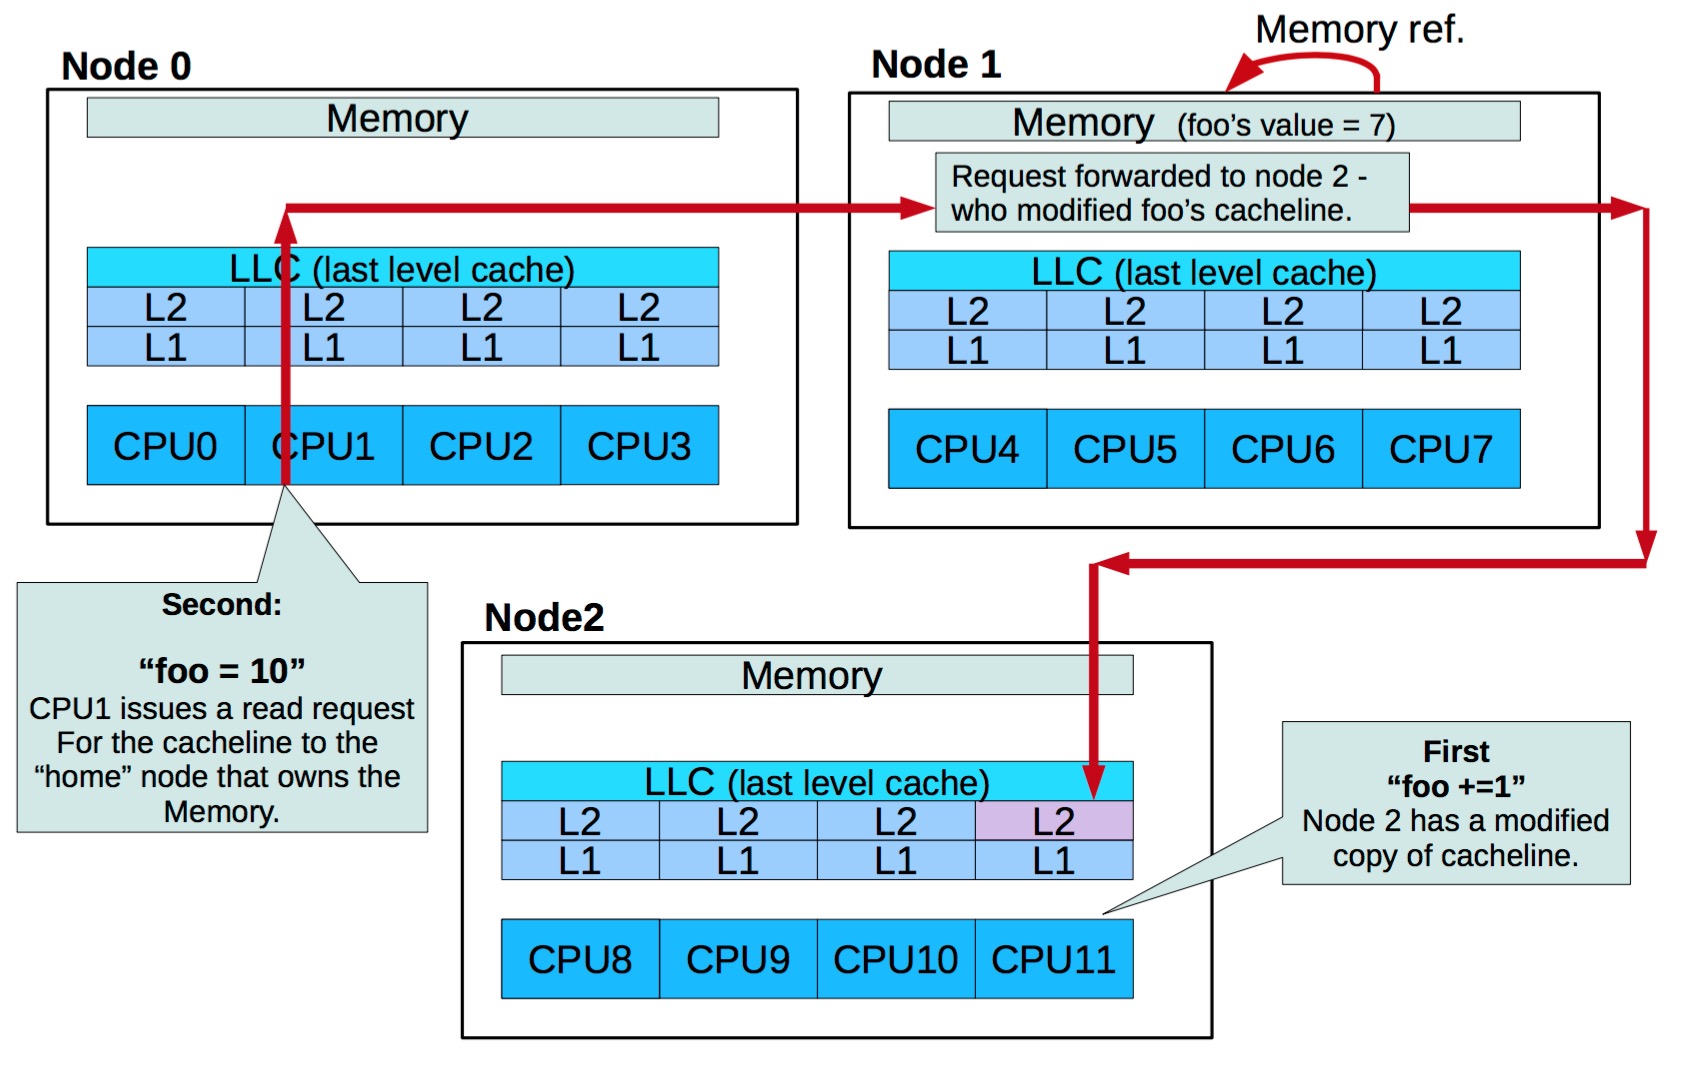 Memory ref.
Node 0
Memory
LLC (last level cache)
L2 L2 L2 L2
L1 L1 L1 L1
CPU0 CPU1 CPU2 CPU3
Second:
“foo = 10”
CPU1 issues a read request
For the cacheline to the
“home” node that owns the
Memory.
Node 1
Memory (foo’s value = 7)
Request forwarded to node 2 -
who modified foo’s cacheline.
LLC (last level cache)
L2 L2 L2 L2
L1 L1 L1 L1
CPU4 CPU5 CPU6 CPU7
Node2
Memory
LLC (last level cache)
L2 L2 L2 L2
L1 L1 L1 L1
CPU8 CPU9 CPU10 CPU11
First
“foo +=1”
Node 2 has a modified
copy of cacheline.